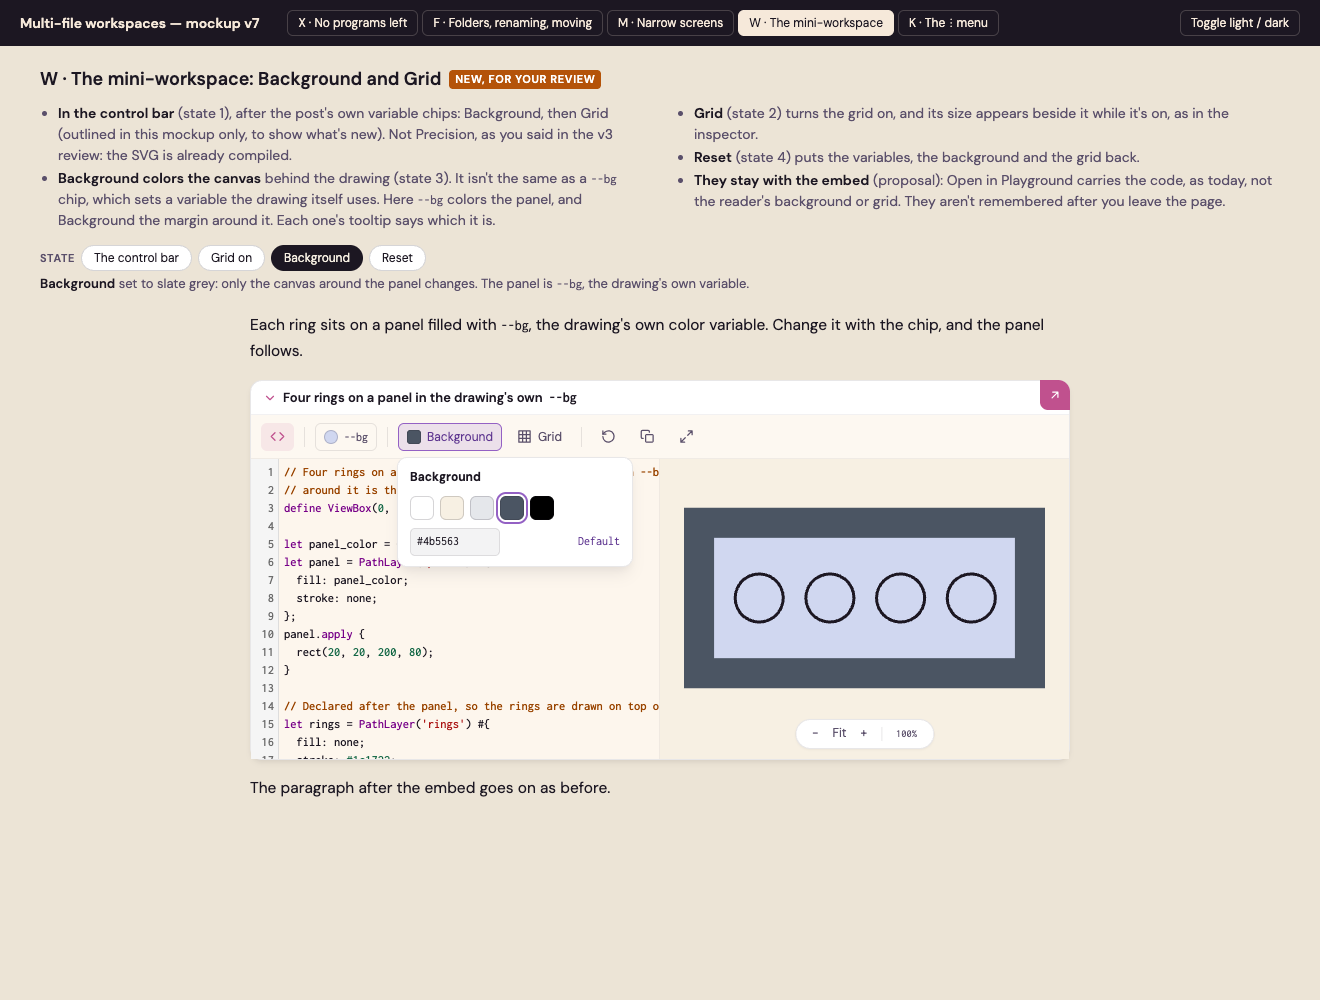 Multi-file workspaces — mockup v7
X · No programs left
F · Folders, renaming, moving
M · Narrow screens
W · The mini-workspace
K · The ⋮ menu
Toggle light / dark
W · The mini-workspace: Background and Grid
NEW, FOR YOUR REVIEW
• In the control bar (state 1), after the post's own variable chips: Background, then Grid
(outlined in this mockup only, to show what's new). Not Precision, as you said in the v3
review: the SVG is already compiled.
• Background colors the canvas behind the drawing (state 3). It isn't the same as a --bg
chip, which sets a variable the drawing itself uses. Here --bg colors the panel, and
Background the margin around it. Each one's tooltip says which it is.
• Grid (state 2) turns the grid on, and its size appears beside it while it's on, as in the
inspector.
• Reset (state 4) puts the variables, the background and the grid back.
• They stay with the embed (proposal): Open in Playground carries the code, as today, not
the reader's background or grid. They aren't remembered after you leave the page.
STATE
The control bar
Grid on
Background
Reset
Background set to slate grey: only the canvas around the panel changes. The panel is --bg, the drawing's own variable.
Each ring sits on a panel filled with --bg, the drawing's own color variable. Change it with the chip, and the panel
follows.
Four rings on a panel in the drawing's own --bg
--bg
Background
Grid
1 // Four rings on a --b
2 // around it is th
3 define ViewBox(0,
4
5 let panel_color =
6 let panel = PathLay
7 fill: panel_color;
8 stroke: none;
9 };
10 panel.apply {
11 rect(20, 20, 200, 80);
12 }
13
14 // Declared after the panel, so the rings are drawn on top o
15 let rings = PathLayer('rings') #{
16 fill: none;
Background
#4b5563
Default
− Fit + 100%
The paragraph after the embed goes on as before.